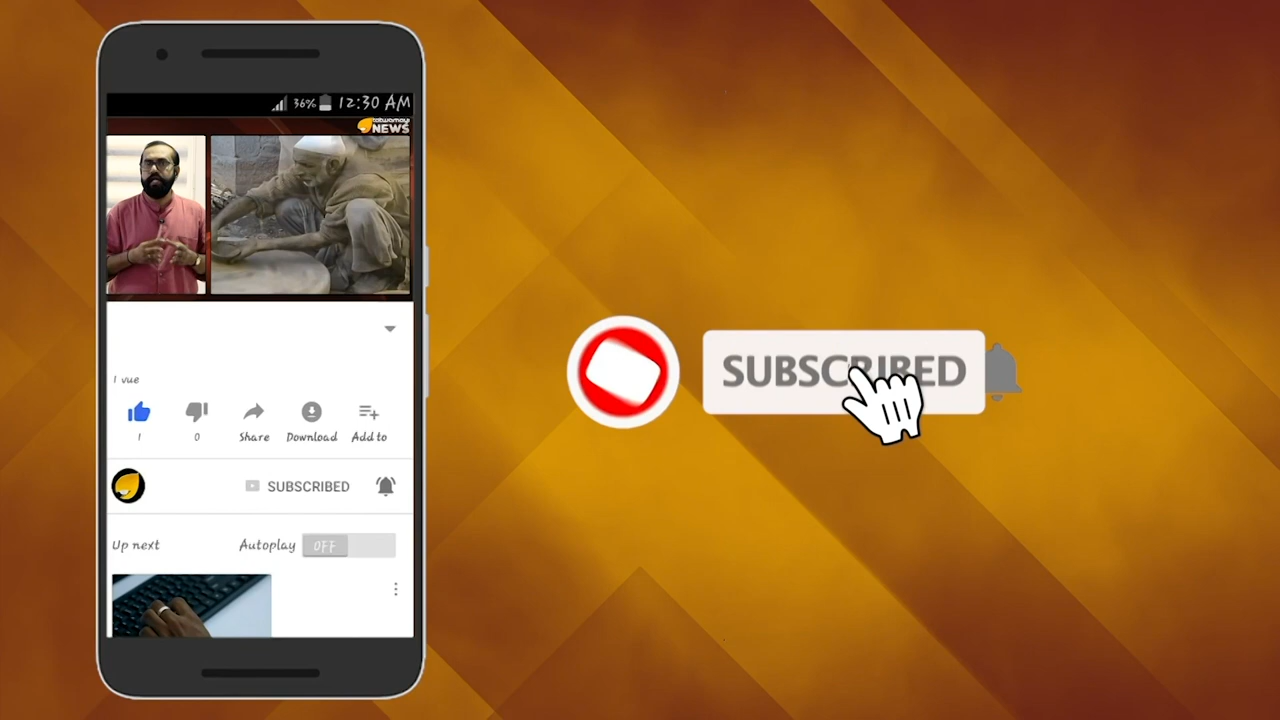 36% 12:30 AM
tatwamayi
NEWS
1 vue
1
0
Share
Download
Add to
SUBSCRIBED
Up next
Autoplay
OFF
SUBSCRIBED